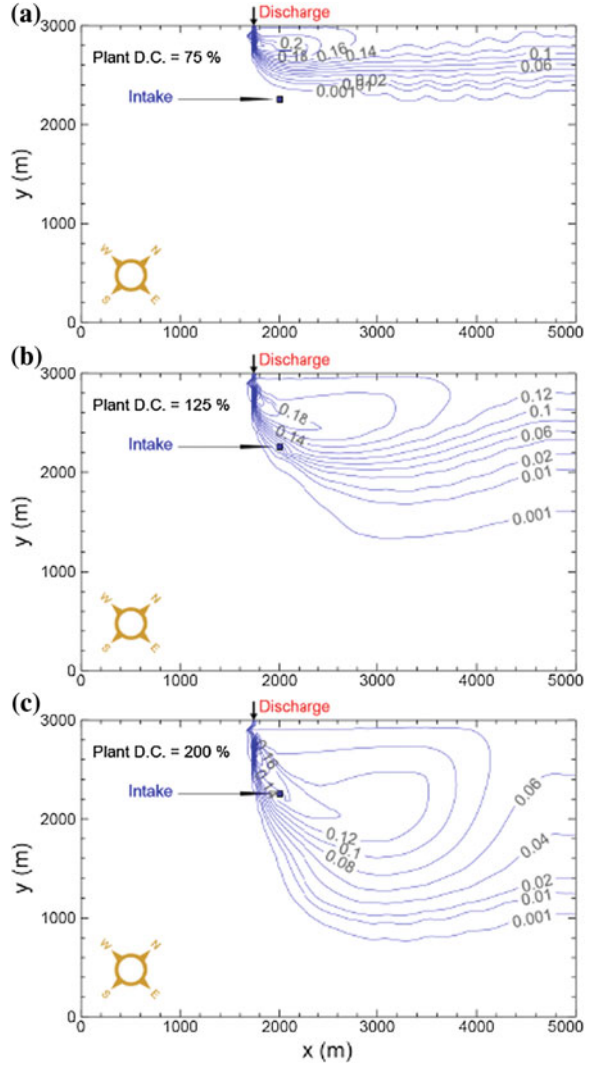 (a)
Discharge
Plant D.C. = 75 %
Intake
0.2
0.18
0.16
0.14
0.1
0.06
0.02
0.01
0.001
y (m)
3000
2000
1000
0
W N
S E
0 1000 2000 3000 4000 5000
(b)
Discharge
Plant D.C. = 125 %
Intake
0.18
0.14
0.12
0.1
0.06
0.02
0.01
0.001
y (m)
3000
2000
1000
0
W N
S E
0 1000 2000 3000 4000 5000
(c)
Discharge
Plant D.C. = 200 %
Intake
0.12
0.1
0.08
0.06
0.04
0.02
0.01
0.001
y (m)
3000
2000
1000
0
W N
S E
0 1000 2000 3000 4000 5000
x (m)